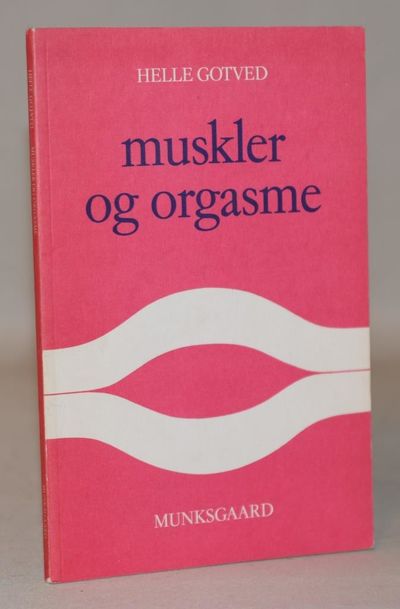 HELLE GOTVED
muskler
og orgasme
MUNKSGAARD